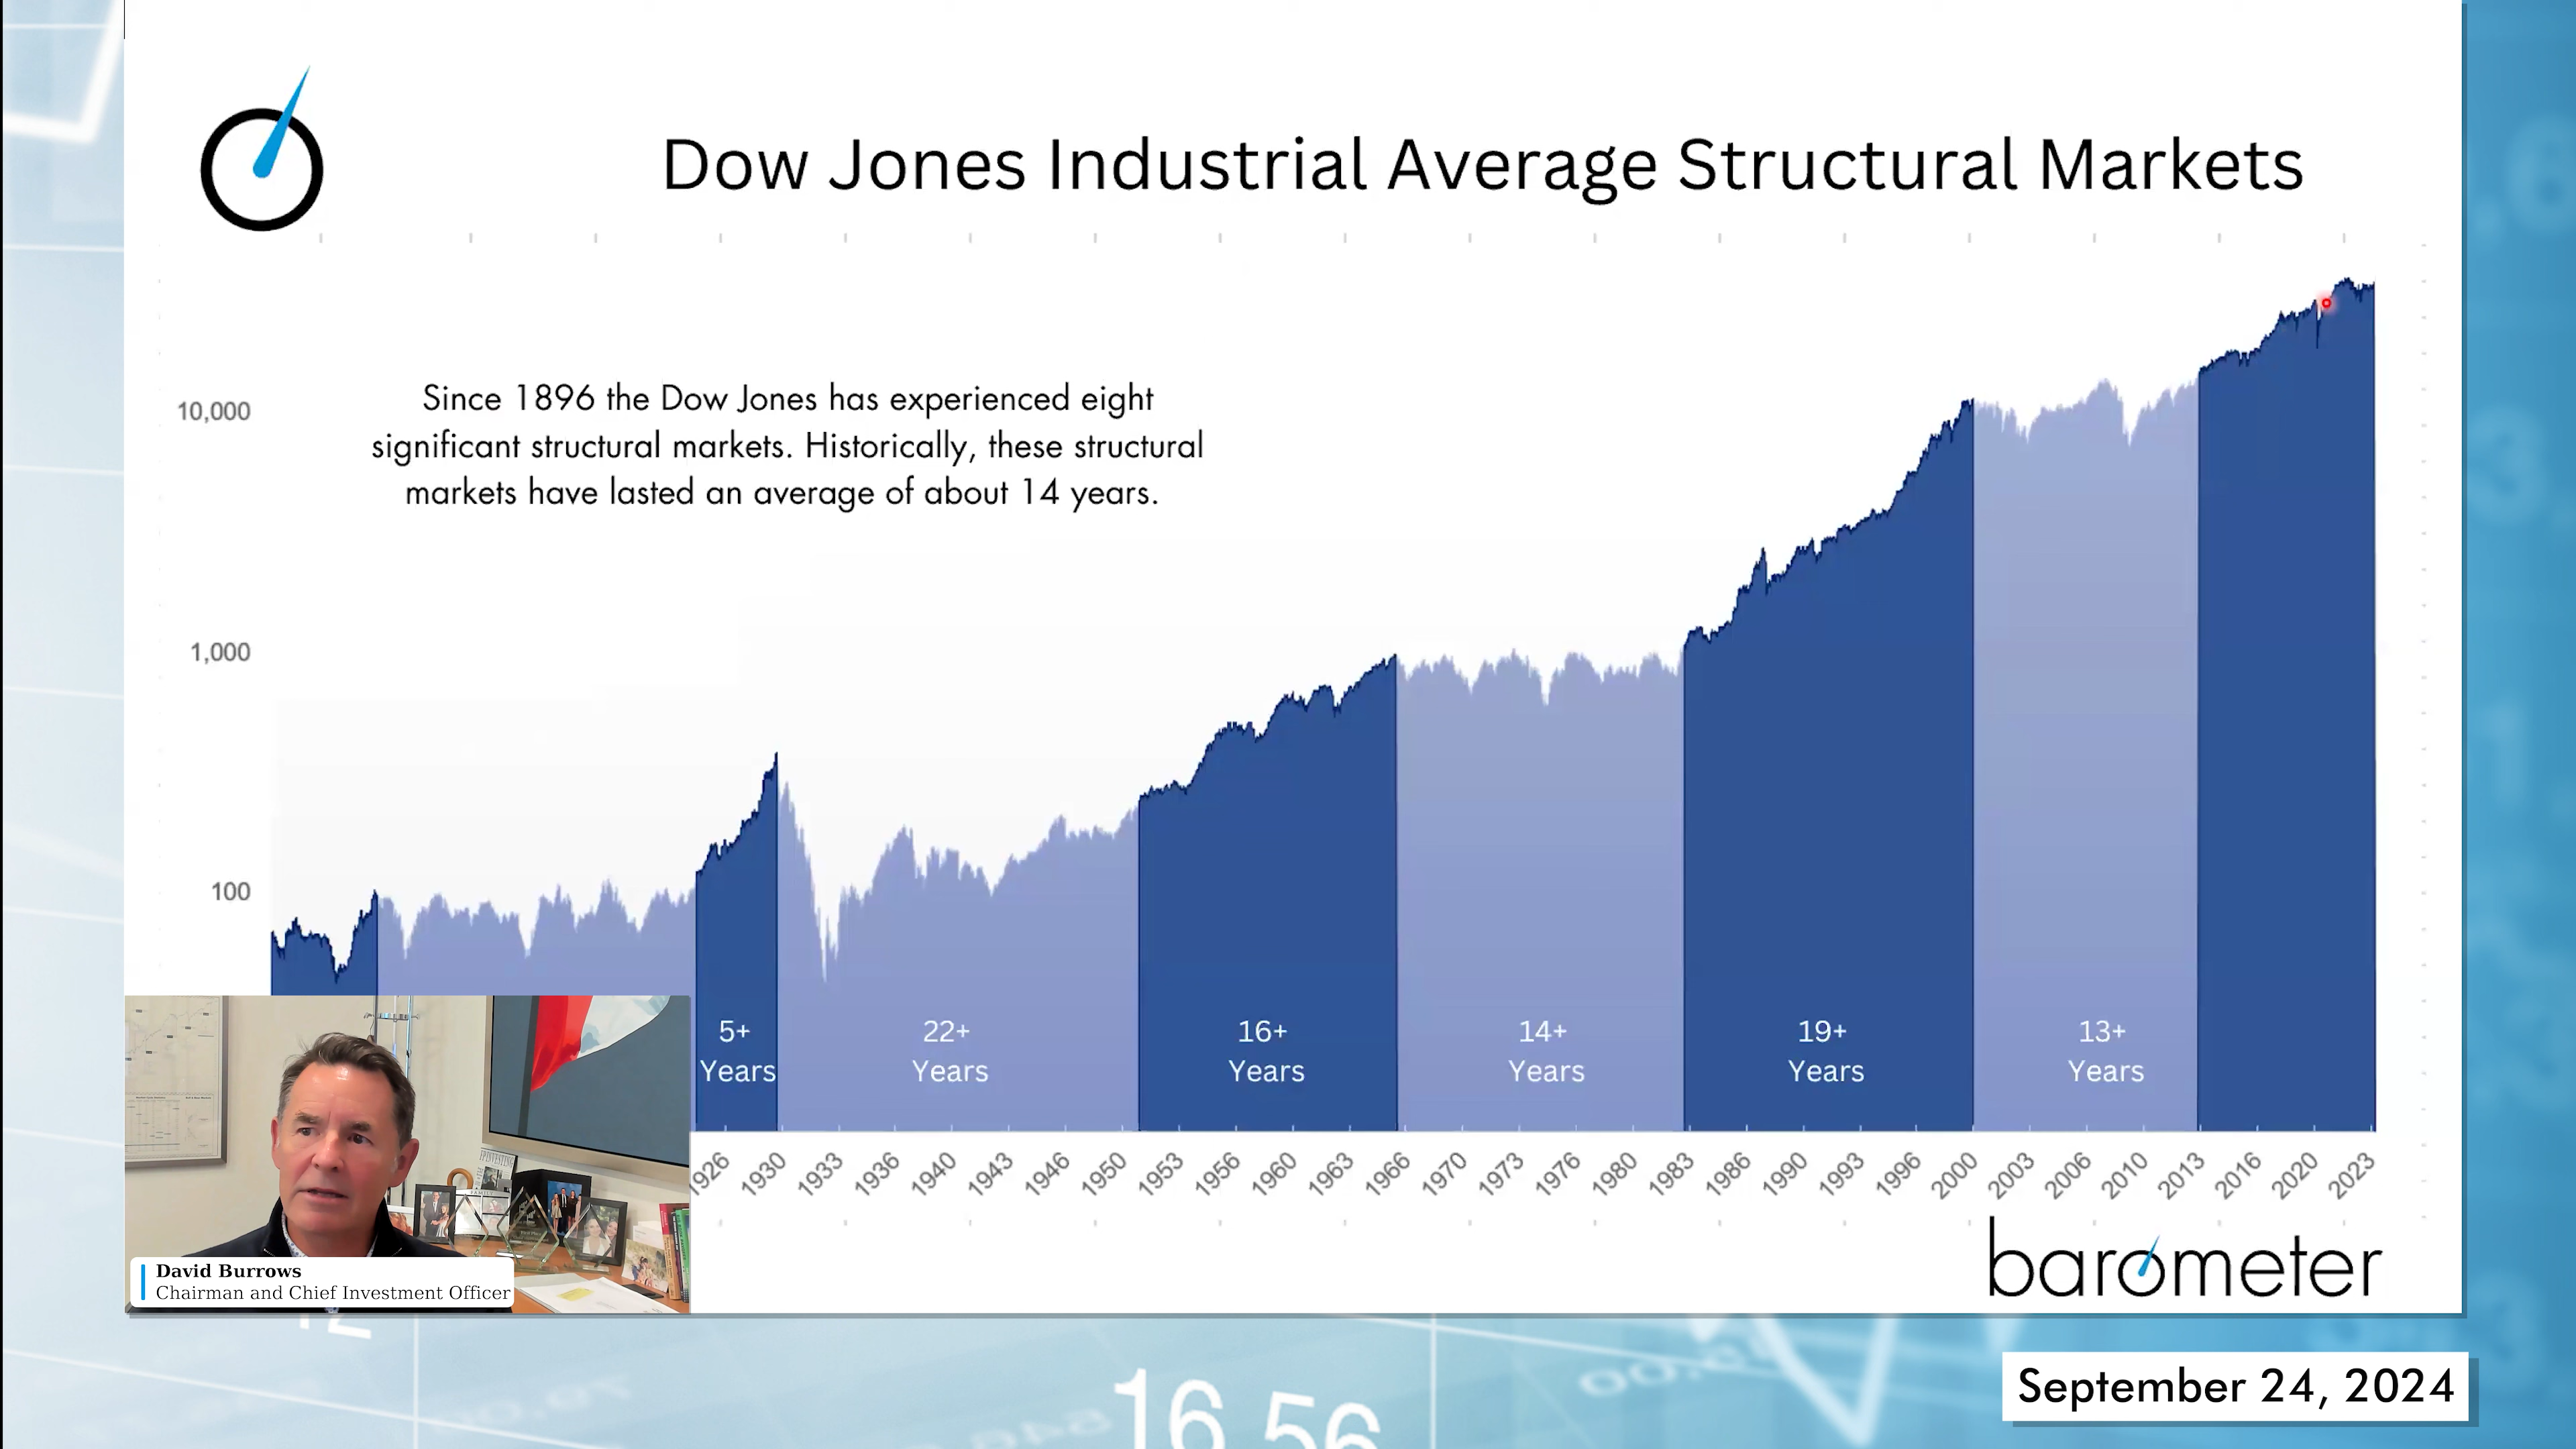 Dow Jones Industrial Average Structural Markets
Since 1896 the Dow Jones has experienced eight
significant structural markets. Historically, these structural
markets have lasted an average of about 14 years.
10,000
1,000
100
5+
Years
22+
Years
16+
Years
14+
Years
19+
Years
13+
Years
1926 1930 1933 1936 1940 1943 1946 1950 1953 1956 1960 1963 1966 1970 1973 1976 1980 1983 1986 1990 1993 1996 2000 2003 2006 2010 2013 2016 2020 2023
David Burrows
Chairman and Chief Investment Officer
barometer
September 24, 2024
16.56